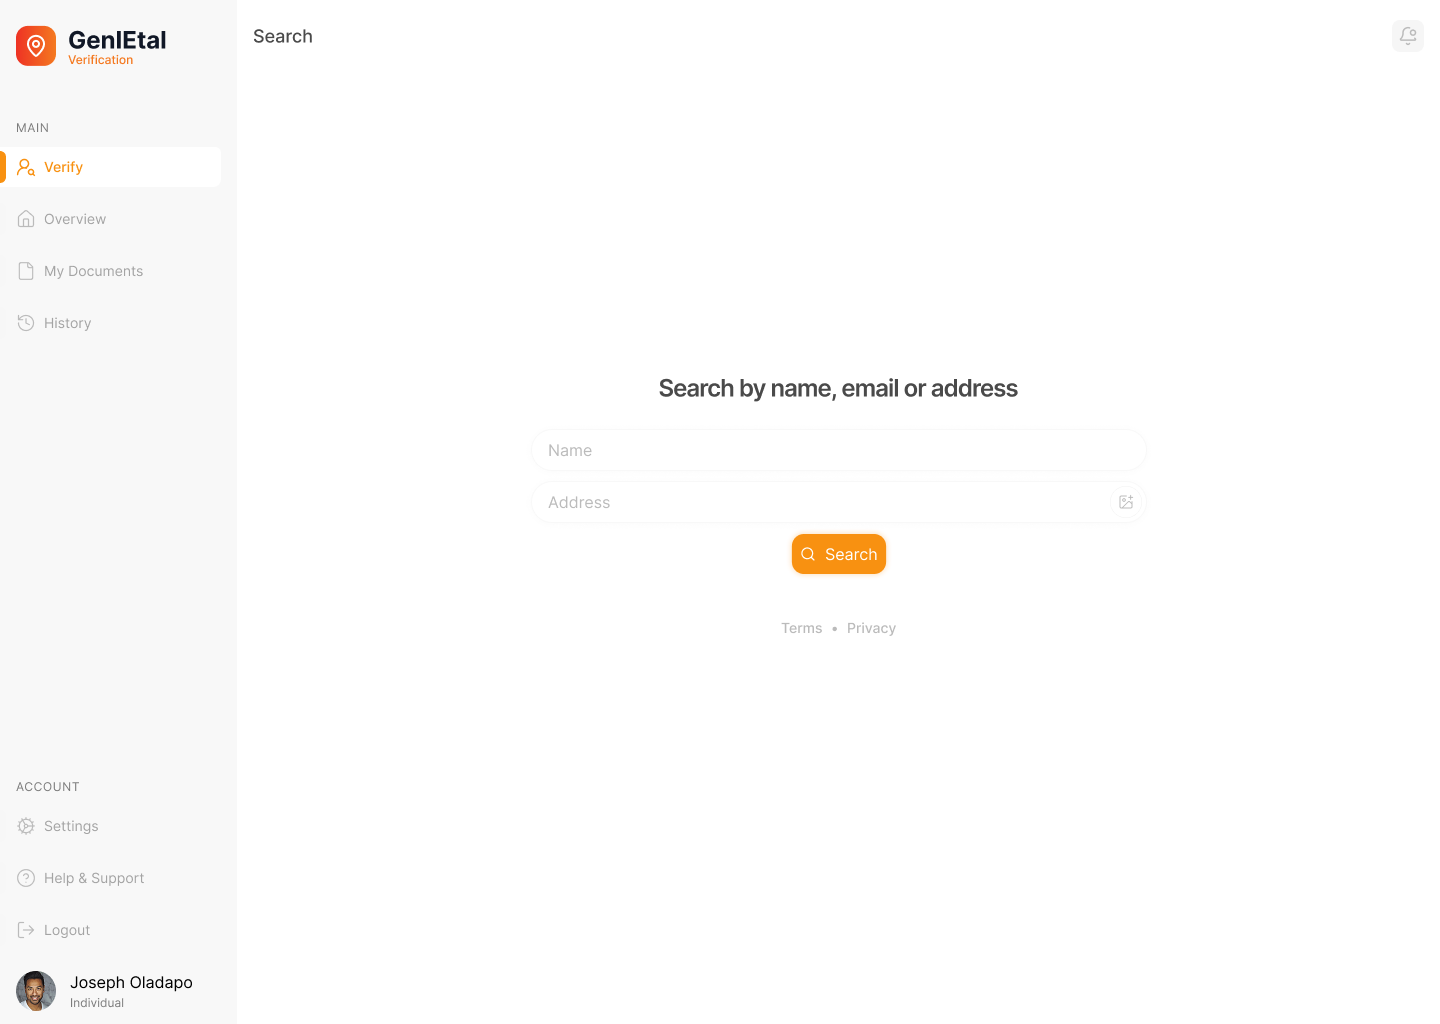 GenIEtal
Verification
MAIN
Verify
Overview
My Documents
History
ACCOUNT
Settings
Help & Support
Logout
Joseph Oladapo
Individual
Search
Search by name, email or address
Name
Address
Search
Terms • Privacy